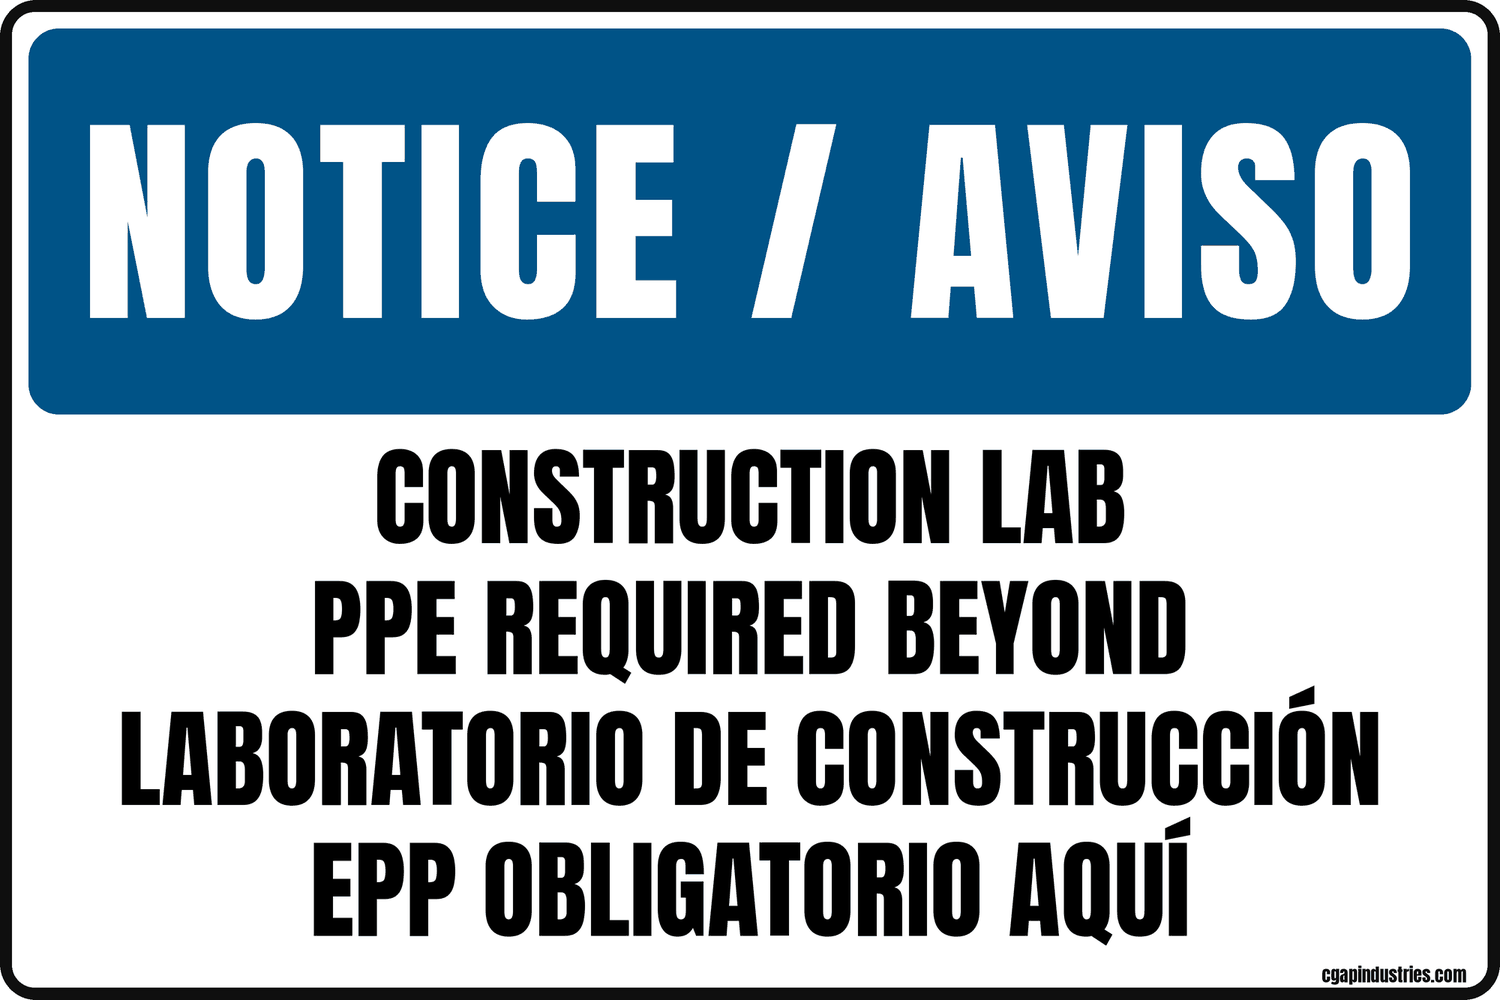 NOTICE / AVISO
CONSTRUCTION LAB
PPE REQUIRED BEYOND
LABORATORIO DE CONSTRUCCIÓN
EPP OBLIGATORIO AQUÍ
cgapindustries.com